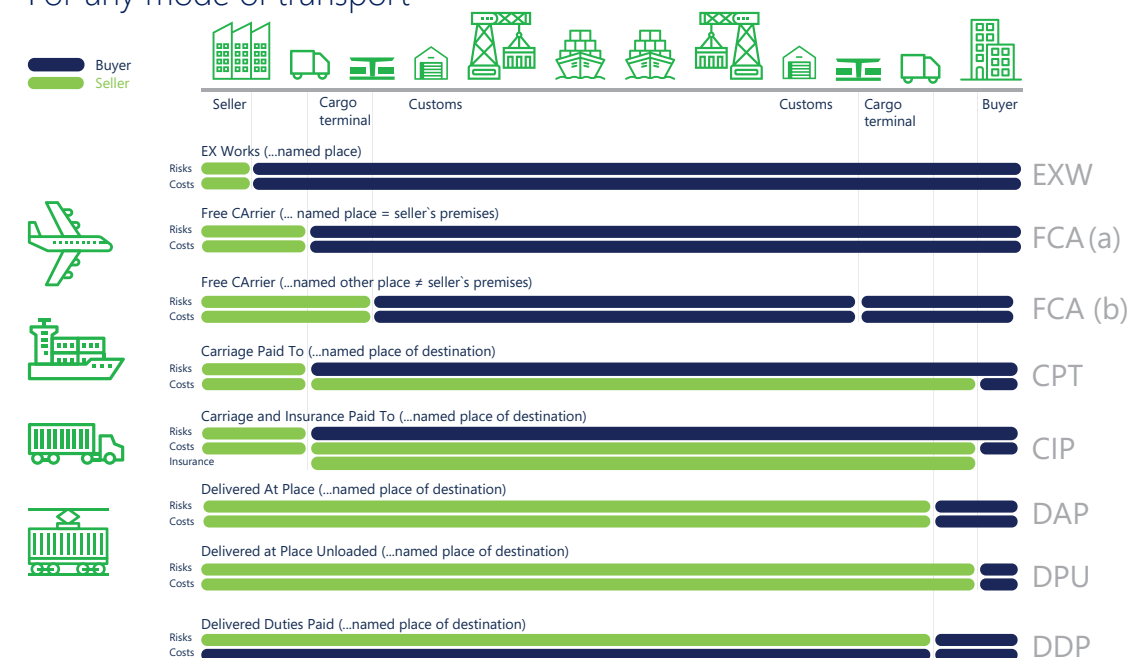 For any mode of transport
Buyer
Seller
Seller
Cargo
terminal
Customs
Customs
Cargo
terminal
Buyer
EX Works (...named place)
Risks
Costs
EXW
Free CArrier (... named place = seller`s premises)
Risks
Costs
FCA (a)
Free CArrier (...named other place ≠ seller`s premises)
Risks
Costs
FCA (b)
Carriage Paid To (...named place of destination)
Risks
Costs
CPT
Carriage and Insurance Paid To (...named place of destination)
Risks
Costs
Insurance
CIP
Delivered At Place (...named place of destination)
Risks
Costs
DAP
Delivered at Place Unloaded (...named place of destination)
Risks
Costs
DPU
Delivered Duties Paid (...named place of destination)
Risks
Costs
DDP